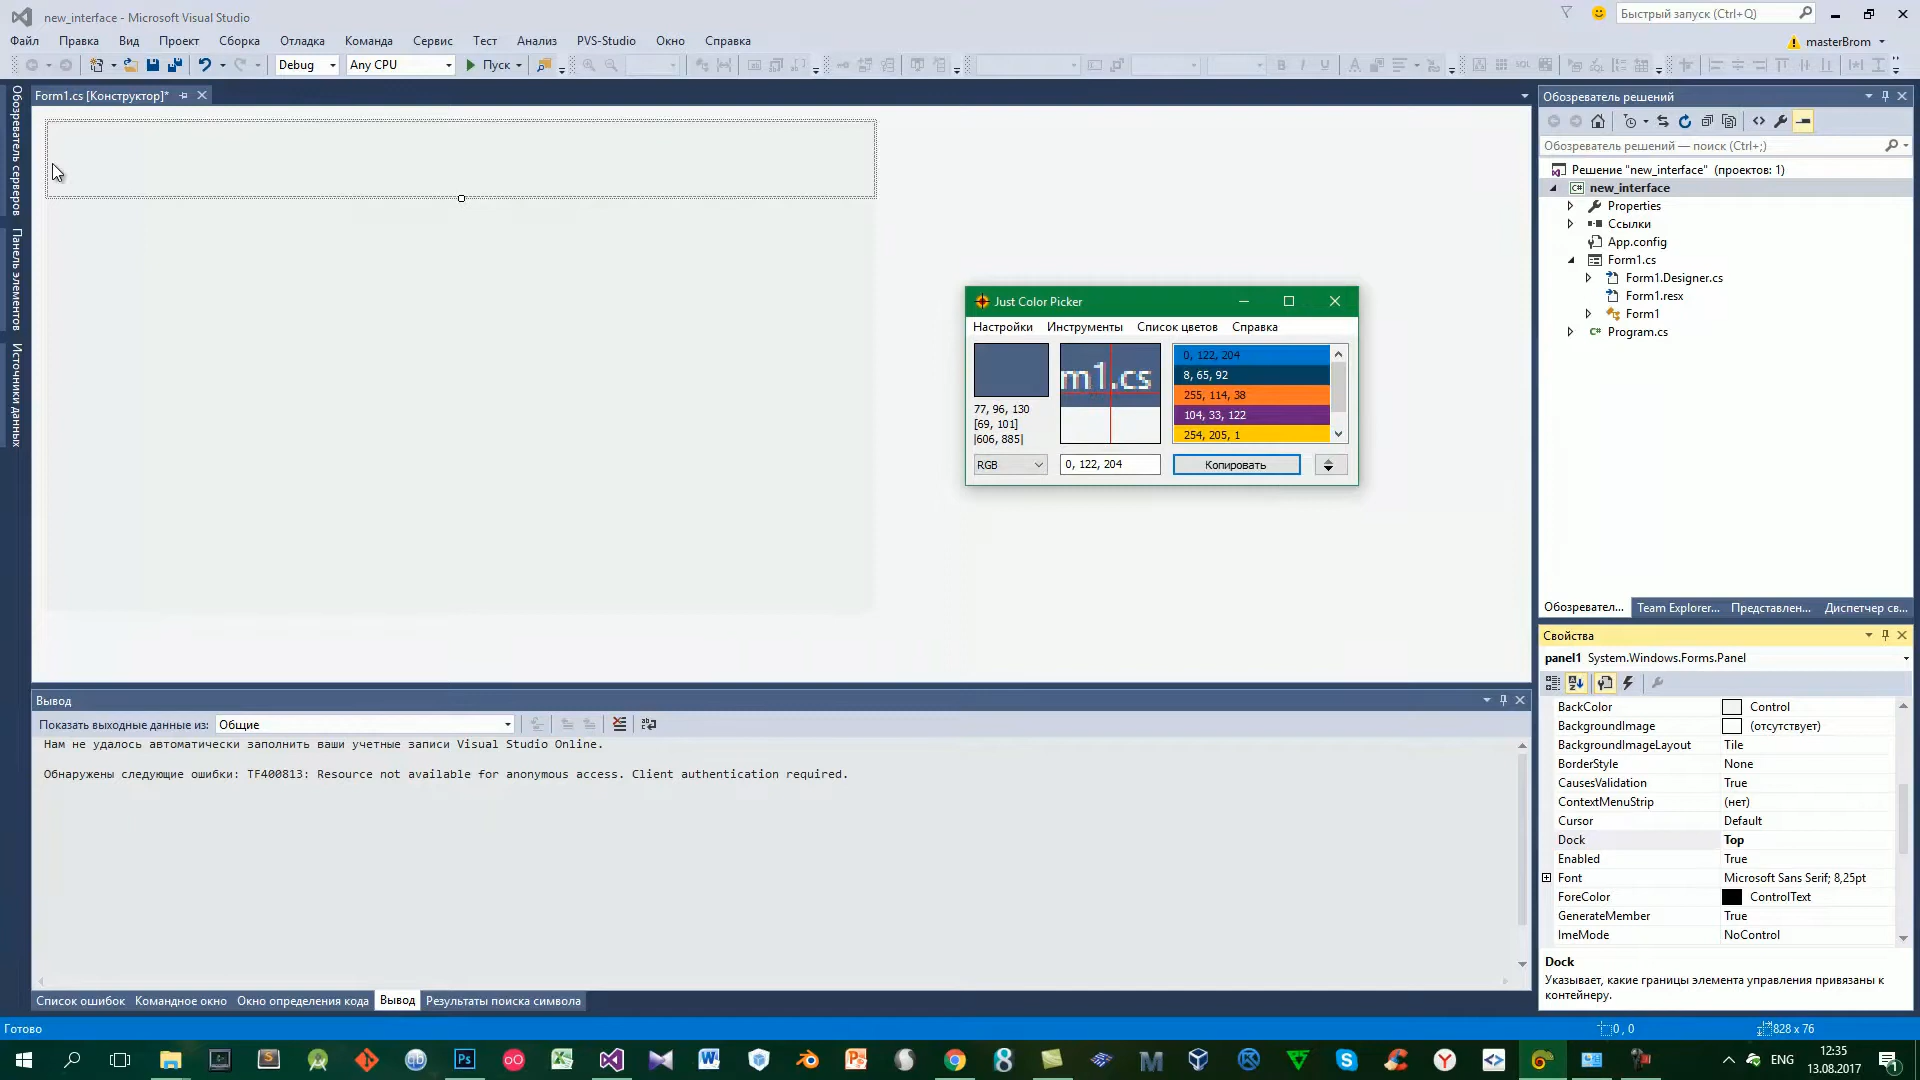 new_interface - Microsoft Visual Studio
Быстрый запуск (Ctrl+Q)
Файл Правка Вид Проект Сборка Отладка Команда Сервис Тест Анализ PVS-Studio Окно Справка
masterBrom
Debug Any CPU Пуск
Form1.cs [Конструктор]*
Обозреватель серверов
Панель элементов
Источники данных
Just Color Picker
Настройки Инструменты Список цветов Справка
m1.cs
77, 96, 130
[69, 101]
|606, 885|
0, 122, 204
8, 65, 92
255, 114, 38
104, 33, 122
254, 205, 1
RGB 0, 122, 204 Копировать
Обозреватель решений
Обозреватель решений — поиск (Ctrl+;)
Решение "new_interface" (проектов: 1)
new_interface
Properties
Ссылки
App.config
Form1.cs
Form1.Designer.cs
Form1.resx
Form1
Program.cs
Обозревател... Team Explorer... Представлен... Диспетчер св...
Свойства
panel1 System.Windows.Forms.Panel
BackColor Control
BackgroundImage (отсутствует)
BackgroundImageLayout Tile
BorderStyle None
CausesValidation True
ContextMenuStrip (нет)
Cursor Default
Dock Top
Enabled True
Font Microsoft Sans Serif; 8,25pt
ForeColor ControlText
GenerateMember True
ImeMode NoControl
Dock
Указывает, какие границы элемента управления привязаны к
контейнеру.
Вывод
Показать выходные данные из: Общие
Нам не удалось автоматически заполнить ваши учетные записи Visual Studio Online.
Обнаружены следующие ошибки: TF400813: Resource not available for anonymous access. Client authentication required.
Список ошибок Командное окно Окно определения кода Вывод Результаты поиска символа
Готово 0 , 0 828 x 76
ENG 12:35
13.08.2017